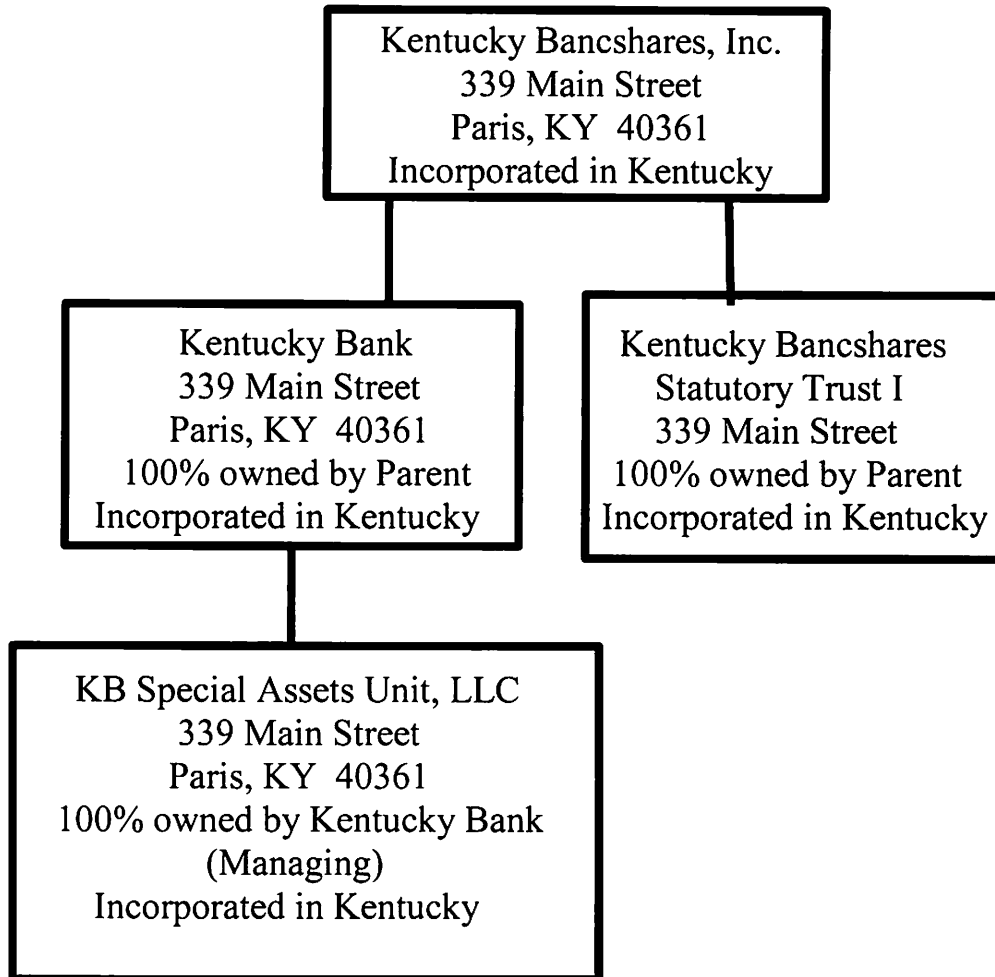 Kentucky Bancshares, Inc.
339 Main Street
Paris, KY 40361
Incorporated in Kentucky
Kentucky Bank
339 Main Street
Paris, KY 40361
100% owned by Parent
Incorporated in Kentucky
Kentucky Bancshares
Statutory Trust I
339 Main Street
100% owned by Parent
Incorporated in Kentucky
KB Special Assets Unit, LLC
339 Main Street
Paris, KY 40361
100% owned by Kentucky Bank
(Managing)
Incorporated in Kentucky